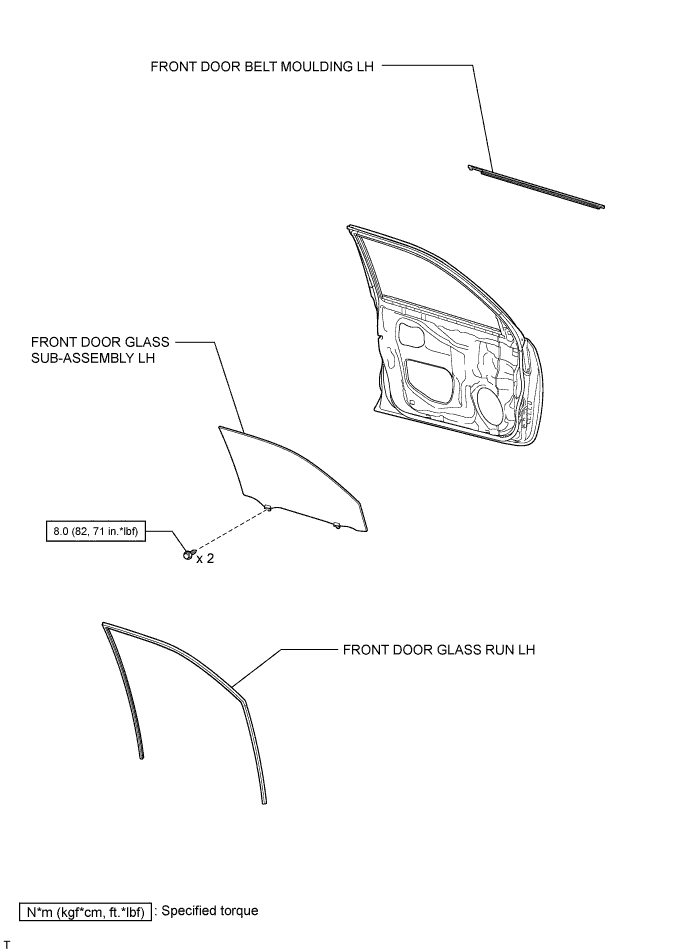 FRONT DOOR BELT MOULDING LH
FRONT DOOR GLASS
SUB-ASSEMBLY LH
8.0 (82, 71 in.*lbf)
x 2
FRONT DOOR GLASS RUN LH
N*m (kgf*cm, ft.*lbf) : Specified torque
T